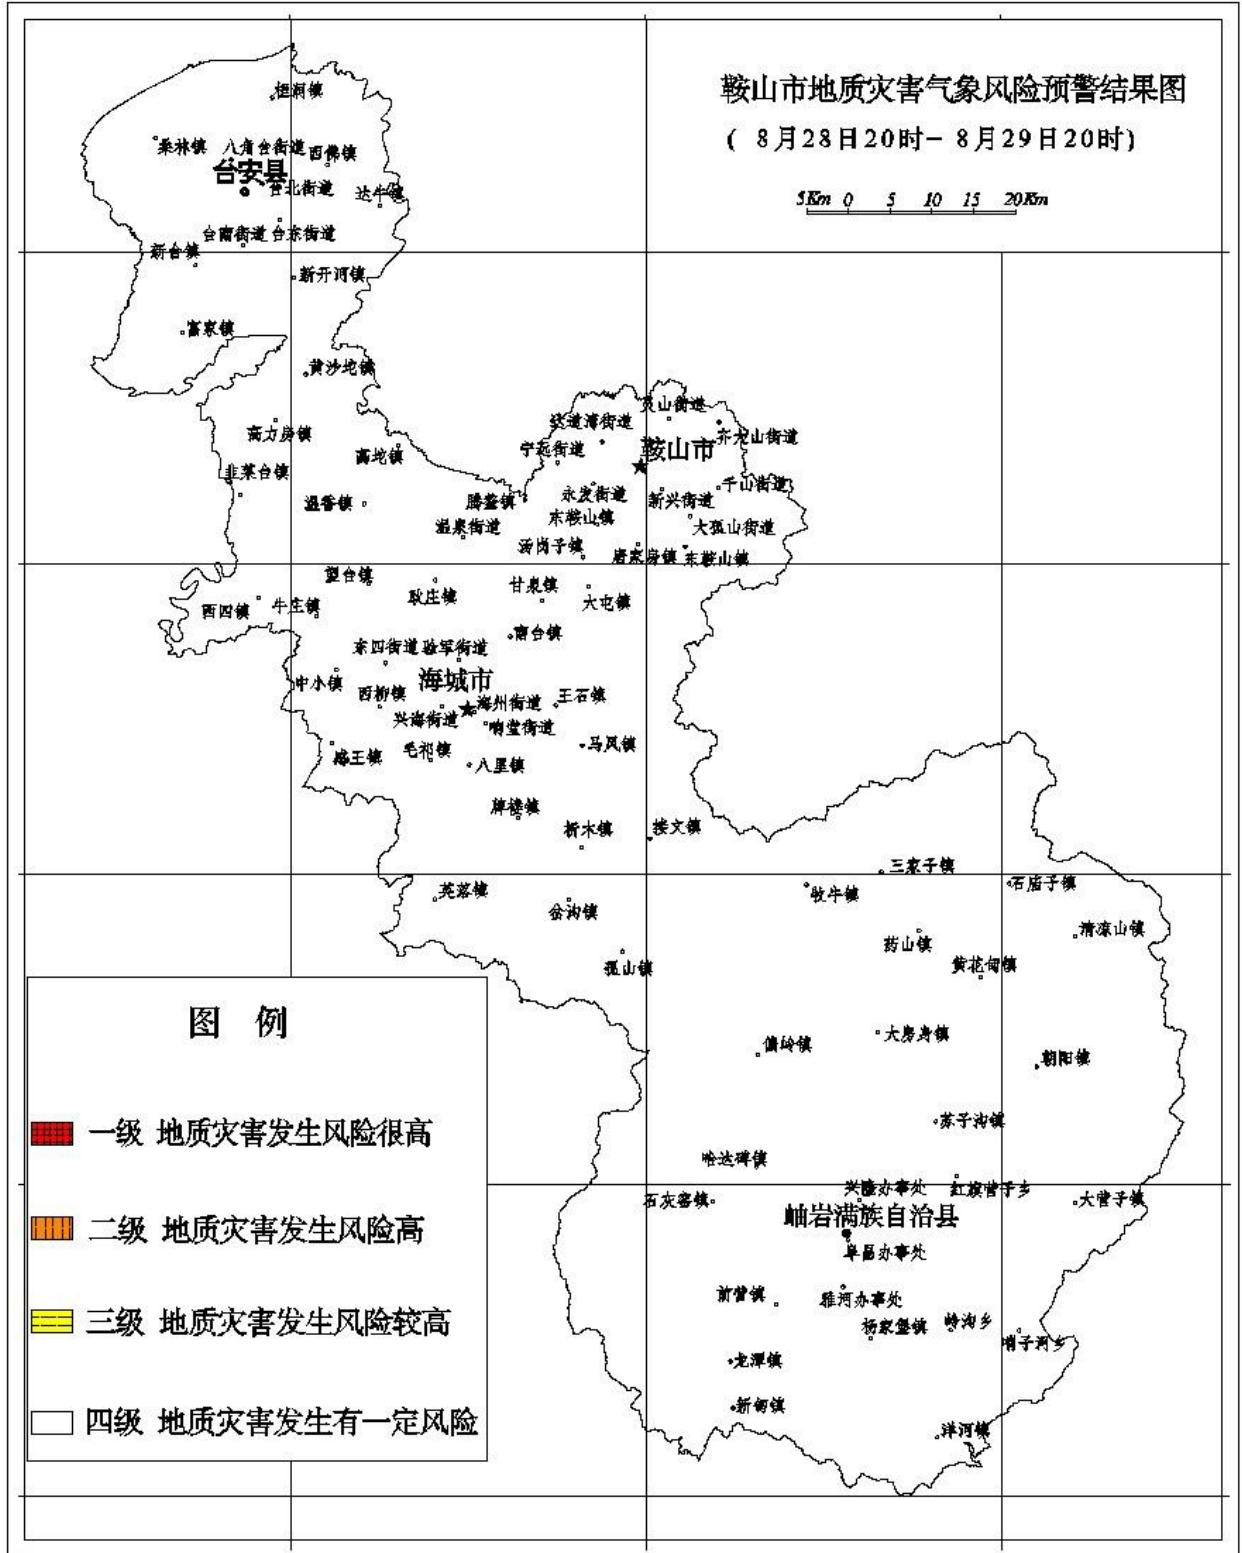 鞍山市地质灾害气象风险预警结果图
( 8月28日20时－8月29日20时)
5Km 0 5 10 15 20Km
桓洞镇
桑林镇
八角台街道
西佛镇
台安县
台北街道
达牛镇
台南街道
台东街道
新台镇
新开河镇
富家镇
黄沙坨镇
高力房镇
高坨镇
韭菜台镇
温香镇
灵山街道
达道湾街道
齐大山街道
宁远街道
鞍山市
千山街道
腾鳌镇
永发街道
新兴街道
东鞍山镇
温泉街道
大孤山街道
汤岗子镇
唐家房镇
东鞍山镇
望台镇
耿庄镇
甘泉镇
大屯镇
西四镇
牛庄镇
南台镇
东四街道
验军街道
中小镇
西柳镇
海城市
海州街道
王石镇
兴海街道
响堂街道
感王镇
毛祁镇
马风镇
八里镇
牌楼镇
析木镇
接文镇
三家子镇
牧牛镇
石庙子镇
英落镇
岔沟镇
药山镇
清凉山镇
孤山镇
黄花甸镇
偏岭镇
大房身镇
朝阳镇
苏子沟镇
哈达碑镇
石灰窑镇
兴隆办事处
红旗营子乡
大营子镇
岫岩满族自治县
阜昌办事处
前营镇
雅河办事处
杨家堡镇
岭沟乡
哨子河乡
龙潭镇
新甸镇
洋河镇
图 例
一级 地质灾害发生风险很高
二级 地质灾害发生风险高
三级 地质灾害发生风险较高
四级 地质灾害发生有一定风险